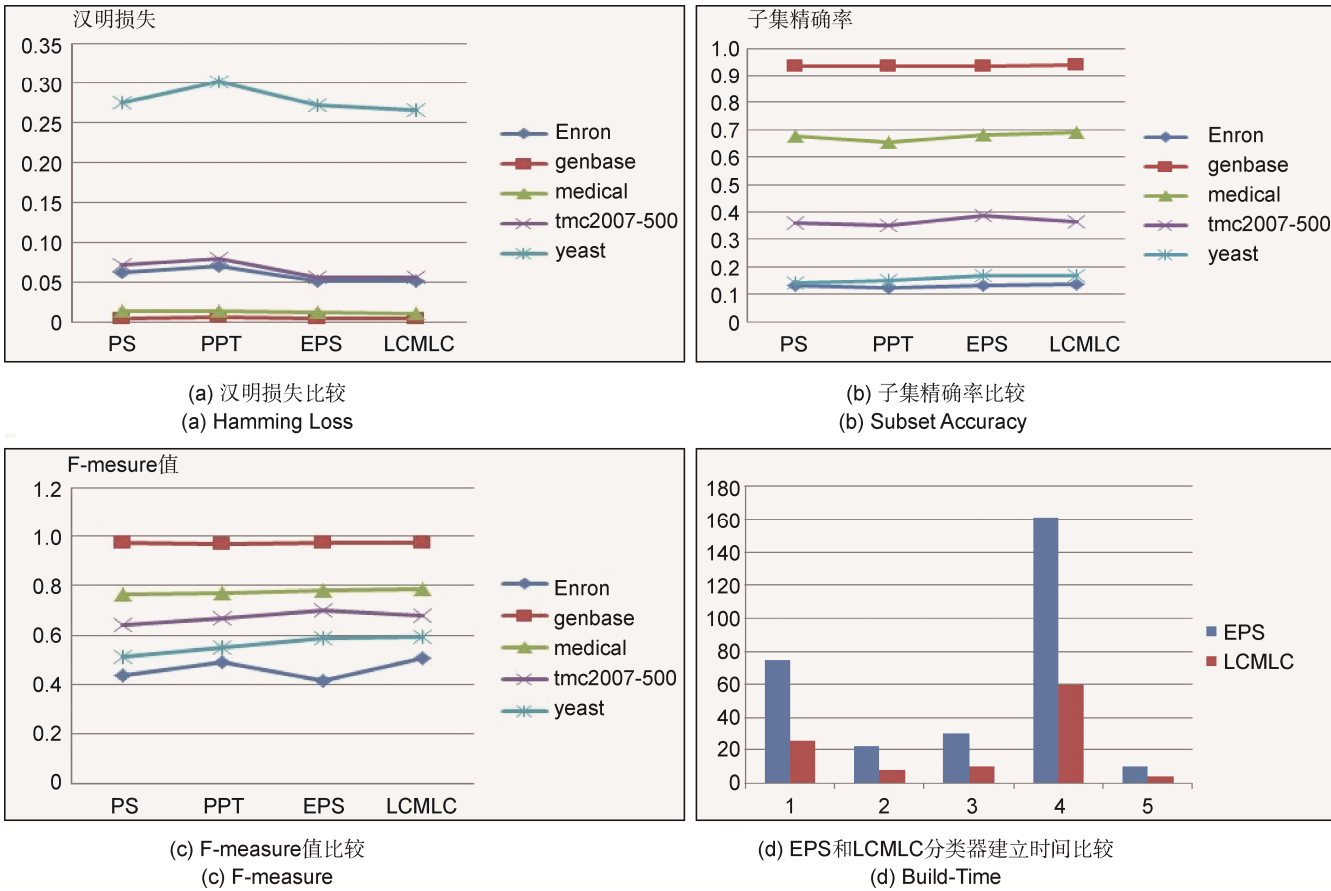 汉明损失
0.35
0.30
0.25
0.20
0.15
0.10
0.05
0
PS PPT EPS LCMLC
Enron
genbase
medical
tmc2007-500
yeast
(a) 汉明损失比较
(a) Hamming Loss
子集精确率
1.0
0.9
0.8
0.7
0.6
0.5
0.4
0.3
0.2
0.1
0
PS PPT EPS LCMLC
Enron
genbase
medical
tmc2007-500
yeast
(b) 子集精确率比较
(b) Subset Accuracy
F-mesure值
1.2
1.0
0.8
0.6
0.4
0.2
0
PS PPT EPS LCMLC
Enron
genbase
medical
tmc2007-500
yeast
(c) F-measure值比较
(c) F-measure
180
160
140
120
100
80
60
40
20
0
1 2 3 4 5
EPS
LCMLC
(d) EPS和LCMLC分类器建立时间比较
(d) Build-Time